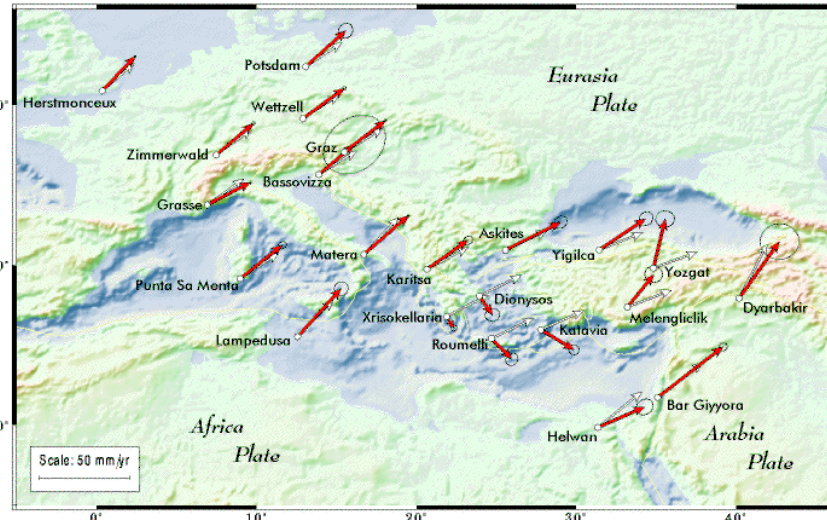 Potsdam
Eurasia
Plate
Herstmonceux
Wettzell
Zimmerwald
Graz
Bassovizza
Grasse
Askites
Matera
Yigilca
Karitsa
Yozgat
Punta Sa Menta
Dionysos
Dyarbakir
Xrisokellaria
Melengliclik
Katavia
Lampedusa
Roumelli
Bar Giyyora
Africa
Plate
Helwan
Arabia
Plate
Scale: 50 mm/yr
0°
10°
20°
30°
40°